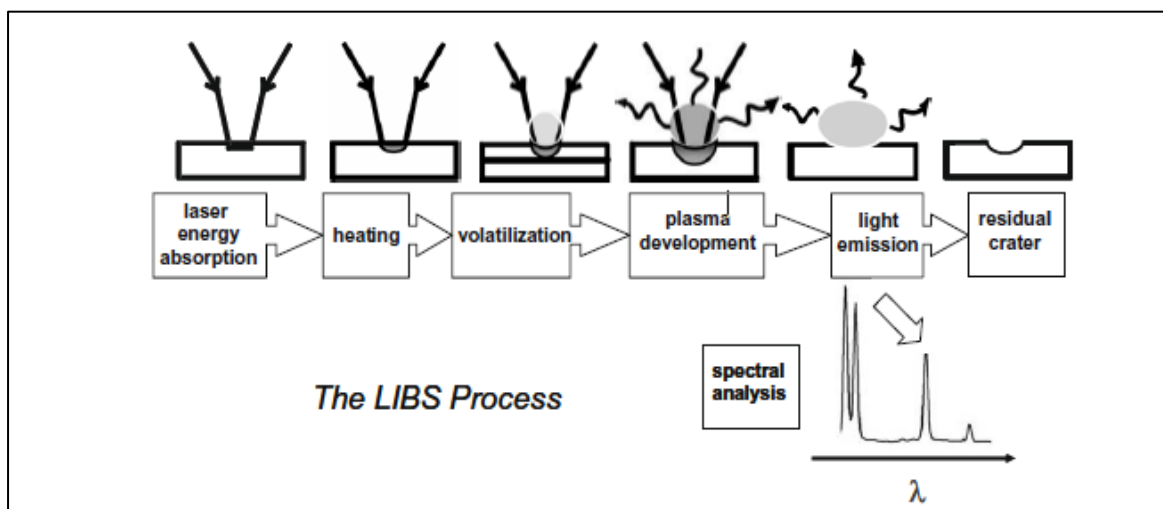 laser
energy
absorption
heating
volatilization
plasma
development
light
emission
residual
crater
The LIBS Process
spectral
analysis
λ